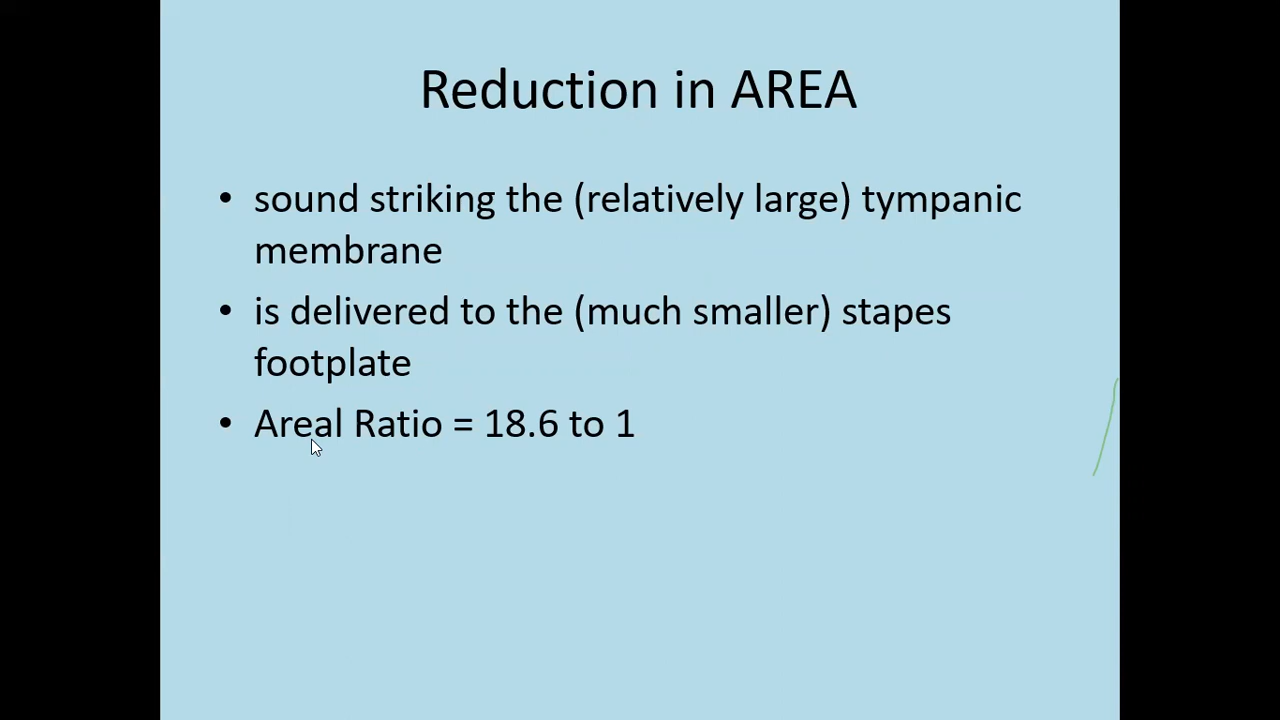 Reduction in AREA
• sound striking the (relatively large) tympanic
membrane
• is delivered to the (much smaller) stapes
footplate
• Areal Ratio = 18.6 to 1